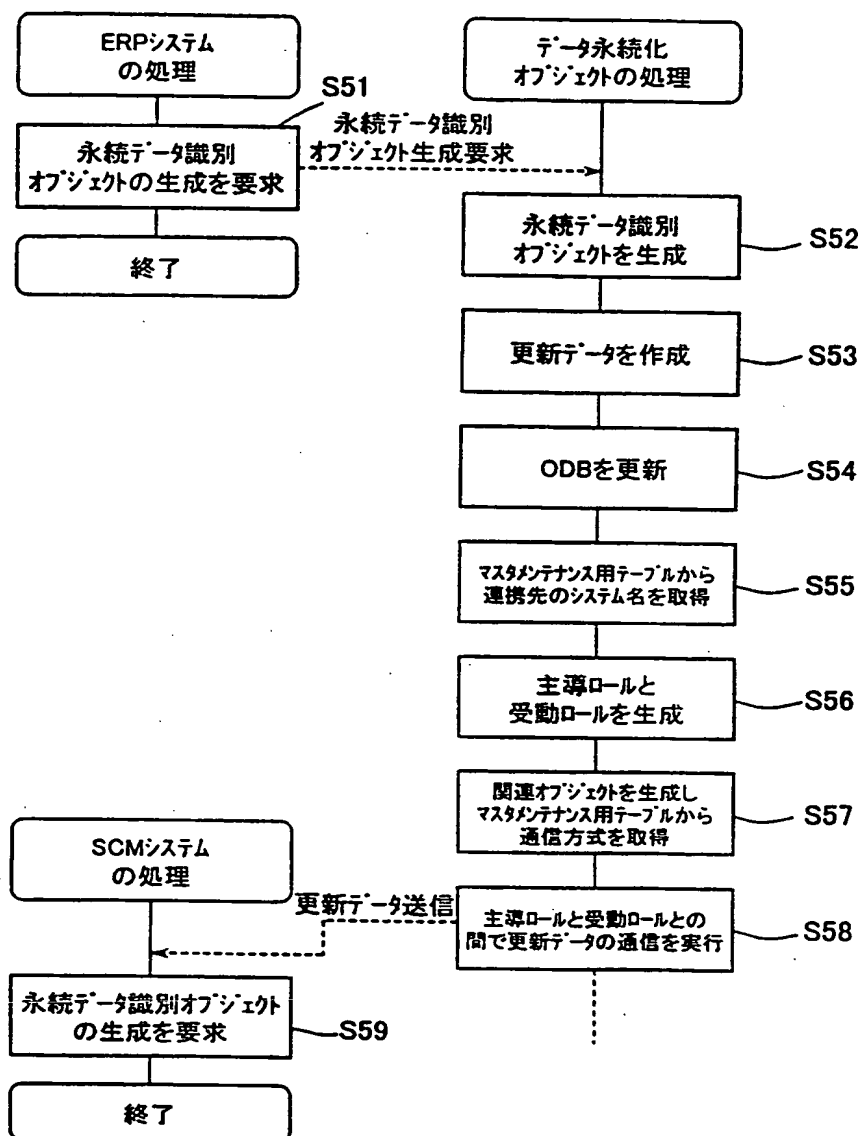 ERPシステム
の処理
S51
永続データ識別
オブジェクトの生成を要求
終了
永続データ識別
オブジェクト生成要求
データ永続化
オブジェクトの処理
永続データ識別
オブジェクトを生成
S52
更新データを作成
S53
ODBを更新
S54
マスタメンテナンス用テーブルから
連携先のシステム名を取得
S55
主導ロールと
受動ロールを生成
S56
関連オブジェクトを生成し
マスタメンテナンス用テーブルから
通信方式を取得
S57
主導ロールと受動ロールとの
間で更新データの通信を実行
S58
更新データ送信
SCMシステム
の処理
永続データ識別オブジェクト
の生成を要求
S59
終了